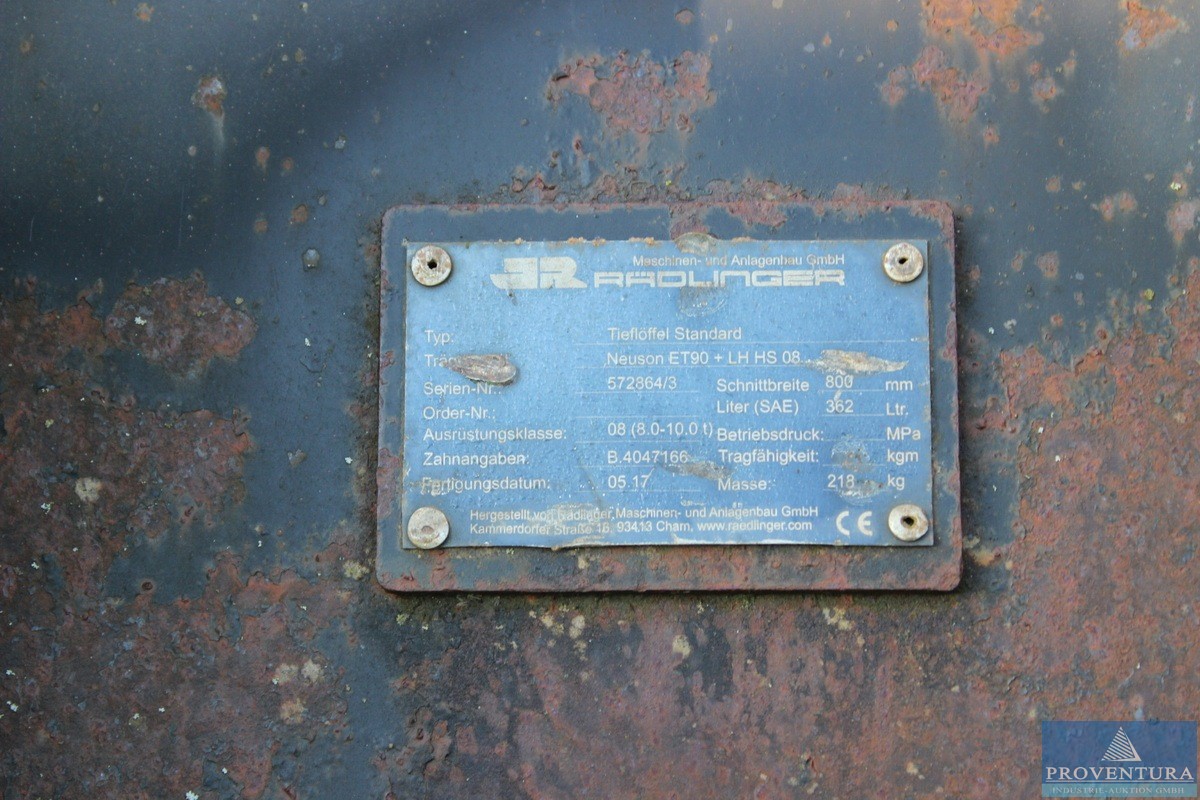 Maschinen- und Anlagenbau GmbH
JR RÄDLINGER
Typ: Tieflöffel Standard
Neuson ET90 + LH HS 08
Serien-Nr.: 572864/3 Schnittbreite 800 mm
Order-Nr.: Liter (SAE) 362 Ltr.
Ausrüstungsklasse: 08 (8.0-10.0 t) Betriebsdruck: MPa
Zahnangaben: B.4047166 Tragfähigkeit: kgm
Fertigungsdatum: 05.17 Masse: 218 kg
Hergestellt von Rädlinger Maschinen- und Anlagenbau GmbH
Kammerdorfer Straße 16, 93413 Cham, www.raedlinger.com CE
PROVENTURA
INDUSTRIE-AUKTION GMBH